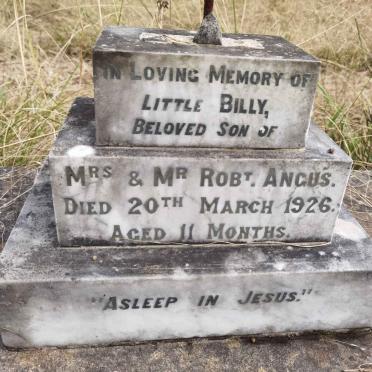 IN LOVING MEMORY OF
LITTLE BILLY,
BELOVED SON OF
MRS & MR ROBT. ANGUS.
DIED 20TH MARCH 1926.
AGED 11 MONTHS.
"ASLEEP IN JESUS."